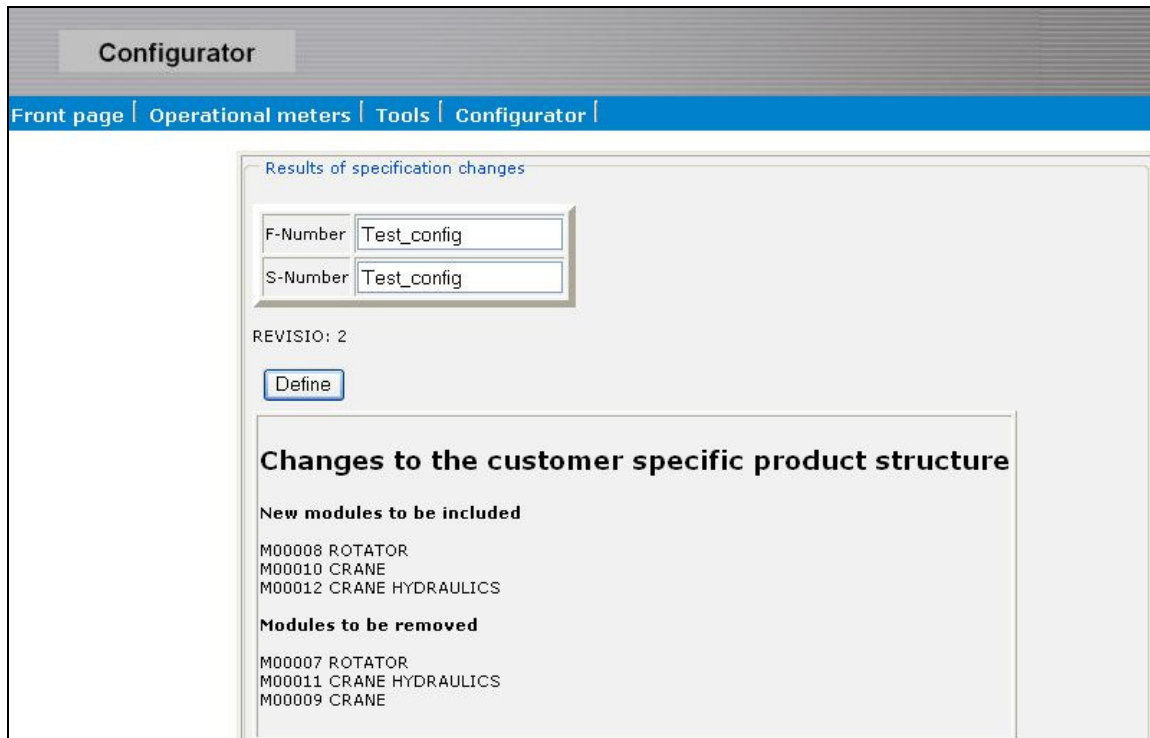 Configurator
Front page | Operational meters | Tools | Configurator |
Results of specification changes
F-Number Test_config
S-Number Test_config
REVISIO: 2
Define
Changes to the customer specific product structure
New modules to be included
M00008 ROTATOR
M00010 CRANE
M00012 CRANE HYDRAULICS
Modules to be removed
M00007 ROTATOR
M00011 CRANE HYDRAULICS
M00009 CRANE